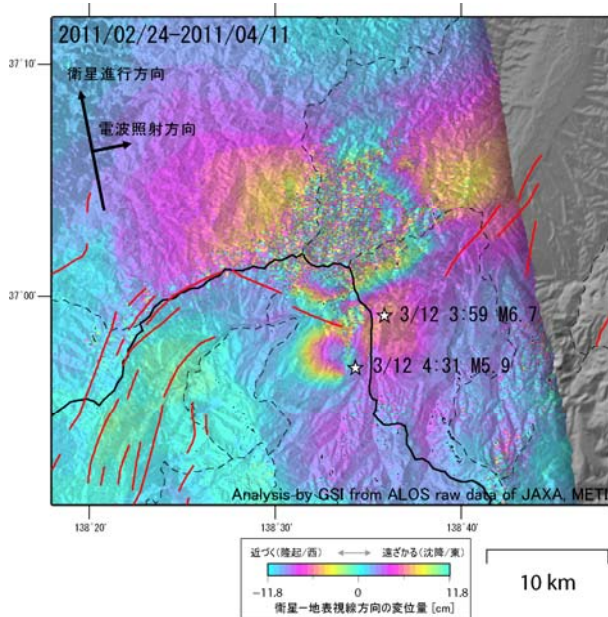 2011/02/24-2011/04/11
37˚10'
衛星進行方向
電波照射方向
37˚00'
3/12 3:59 M6.7
3/12 4:31 M5.9
Analysis by GSI from ALOS raw data of JAXA, METI
138˚20'
138˚30'
138˚40'
近づく(隆起/西)
遠ざかる(沈降/東)
-11.8
0
11.8
衛星−地表視線方向の変位量 [cm]
10 km